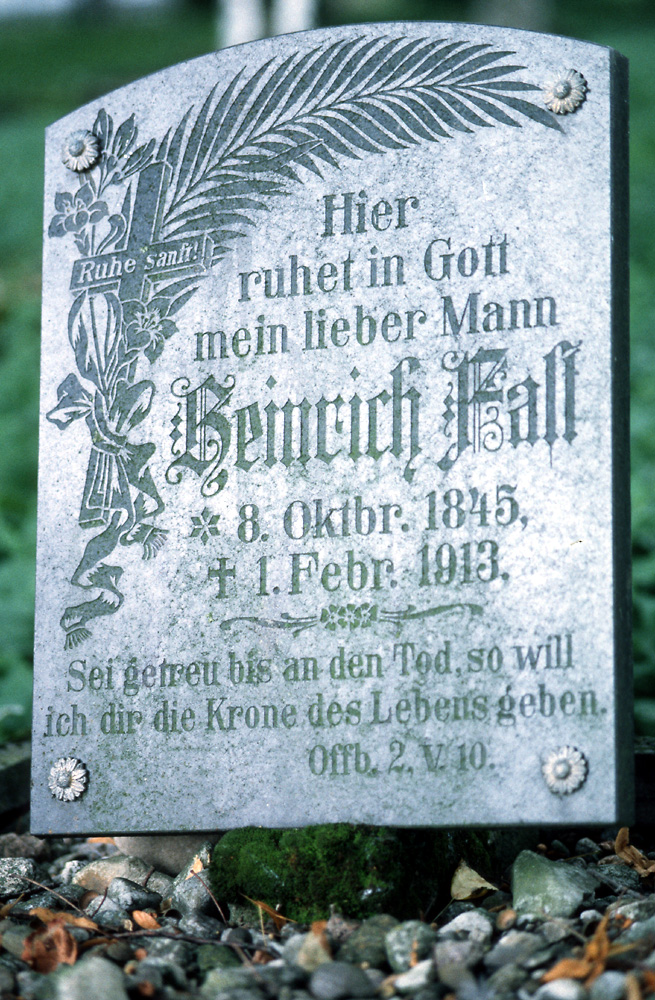 Ruhe sanft!
Hier
ruhet in Gott
mein lieber Mann
Heinrich Fast
* 8. Oktbr. 1845,
† 1. Febr. 1913.
Sei getreu bis an den Tod, so will
ich dir die Krone des Lebens geben.
Offb. 2, V. 10.